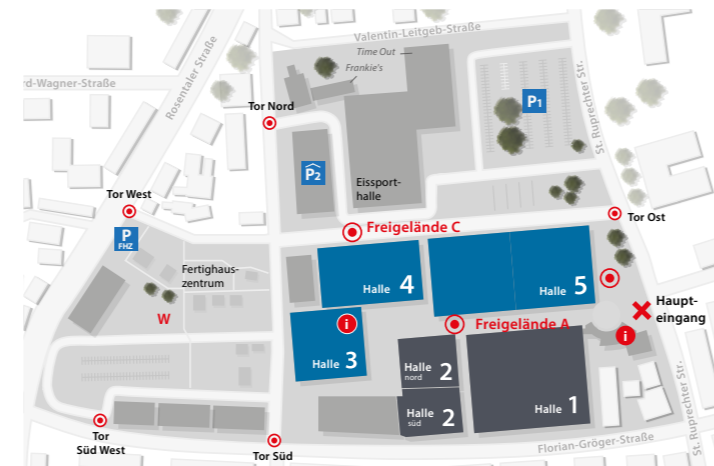 Valentin-Leitgeb-Straße
Time Out
Frankie's
rd-Wagner-Straße
Rosentaler Straße
St. Ruprechter Str.
Tor Nord
P1
P2
Eissport-
halle
Tor West
Tor Ost
P
FHZ
Freigelände C
Fertighaus-
zentrum
Halle 4
Halle 5
W
i
Haupt-
eingang
Freigelände A
i
Halle 3
Halle 2
nord
Halle 2
süd
Halle 1
St. Ruprechter Str.
Tor
Süd West
Tor Süd
Florian-Gröger-Straße